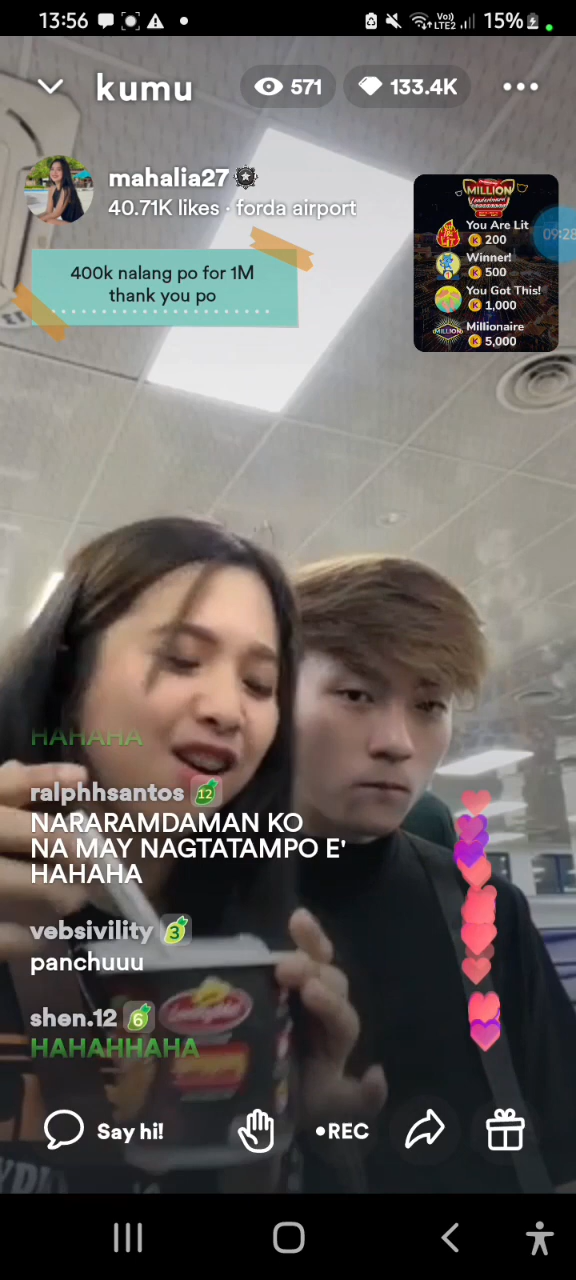 13:56
Vo))
LTE2
15%
kumu
571
133.4K
mahalia27
40.71K likes · forda airport
400k nalang po for 1M
thank you po
MILLION
You Are Lit
K 200
Winner!
K 500
You Got This!
K 1,000
MILLION
Millionaire
K 5,000
09:28
HAHAHA
ralphhsantos 12
NARARAMDAMAN KO
NA MAY NAGTATAMPO E'
HAHAHA
vebsivility 3
panchuuu
shen.12 6
HAHAHHAHA
Say hi!
•REC